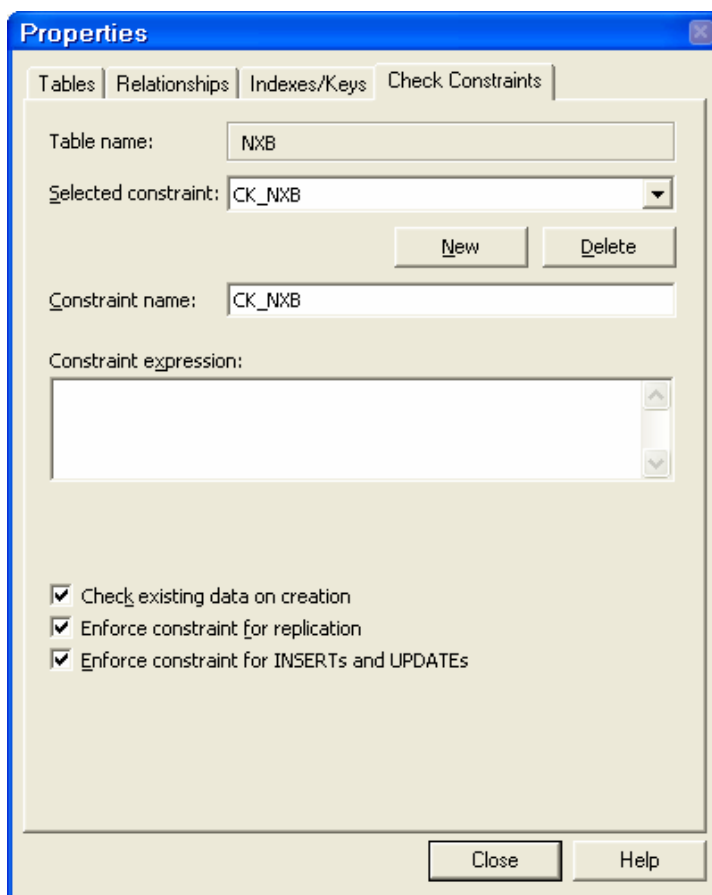 Properties
Tables Relationships Indexes/Keys Check Constraints
Table name: NXB
Selected constraint: CK_NXB
New Delete
Constraint name: CK_NXB
Constraint expression:
Check existing data on creation
Enforce constraint for replication
Enforce constraint for INSERTs and UPDATEs
Close Help